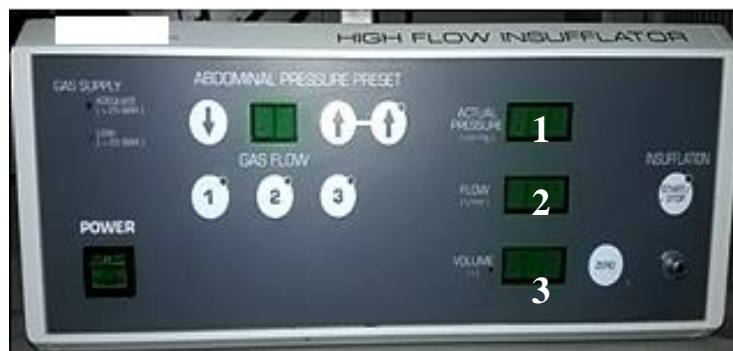 HIGH FLOW INSUFFLATOR
GAS SUPPLY
ADEQUATE
LOW
ABDOMINAL PRESSURE PRESET
GAS FLOW
1 2 3
POWER
ACTUAL
PRESSURE
1
FLOW
2
VOLUME
3
ZERO
INSUFFLATION
START/
STOP